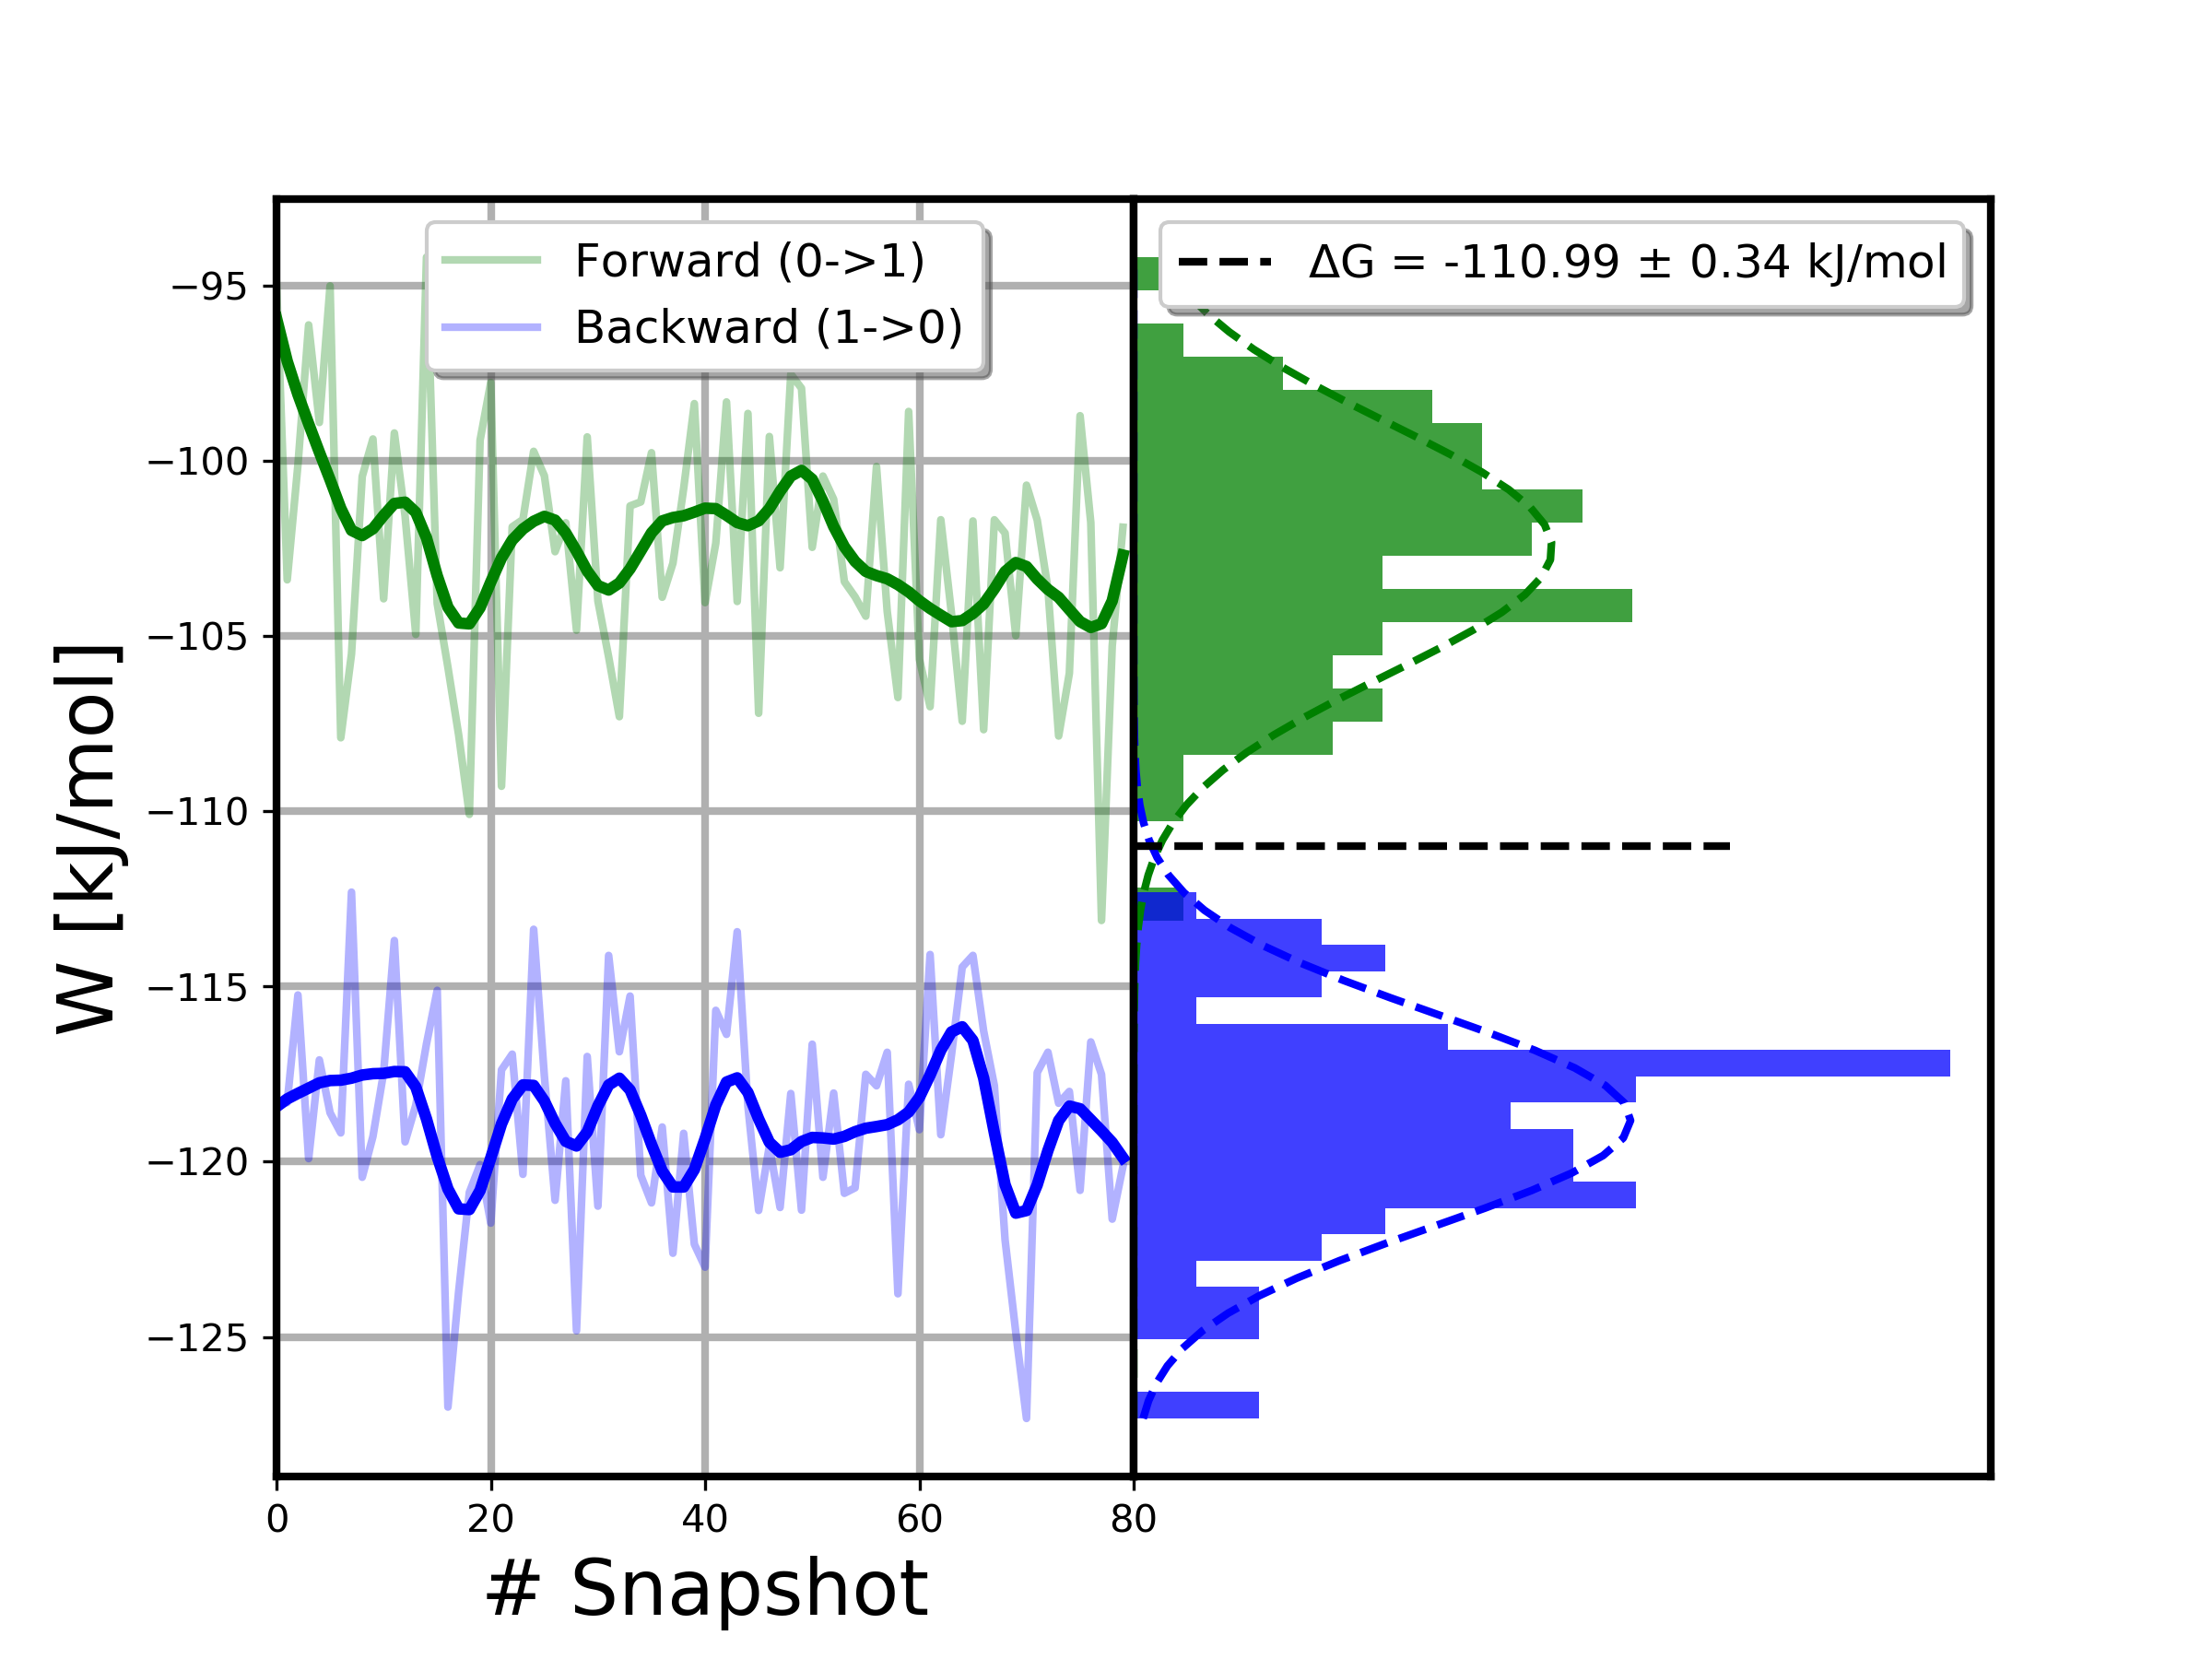 Forward (0->1)
Backward (1->0)
ΔG = -110.99 ± 0.34 kJ/mol
W [kJ/mol]
−95
−100
−105
−110
−115
−120
−125
0 20 40 60 80
# Snapshot